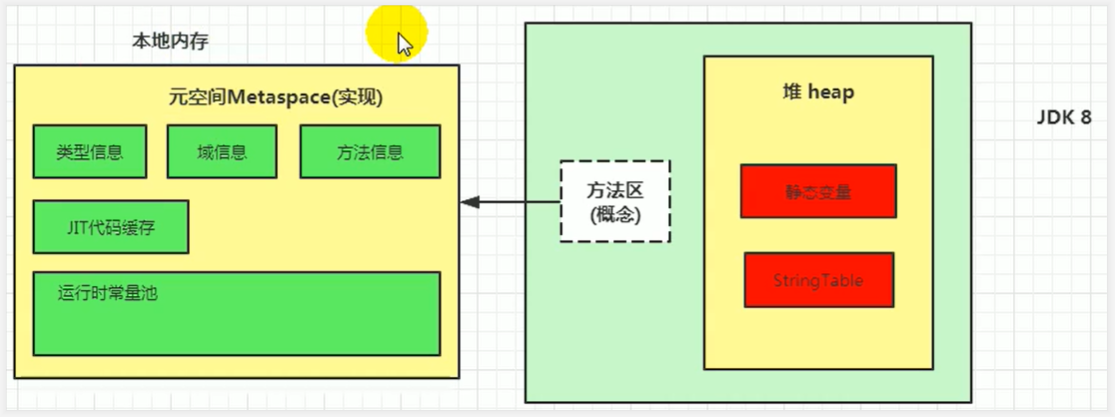 本地内存
元空间Metaspace(实现)
类型信息
域信息
方法信息
JIT代码缓存
运行时常量池
方法区
(概念)
堆 heap
静态变量
StringTable
JDK 8